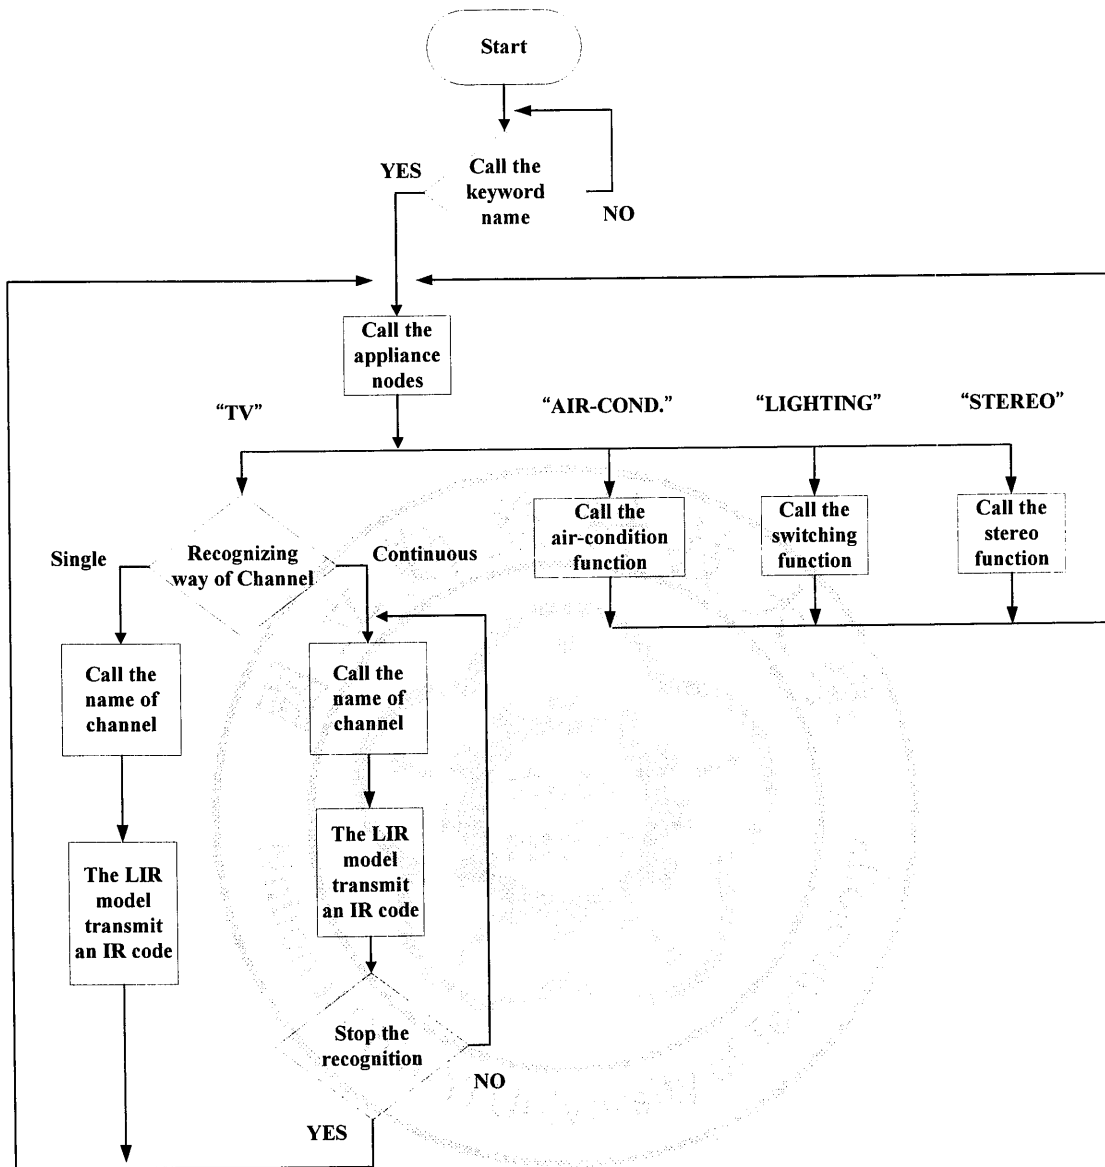 Start
YES
Call the
keyword
name
NO
Call the
appliance
nodes
“TV”
“AIR-COND.”
“LIGHTING”
“STEREO”
Single
Recognizing
way of Channel
Continuous
Call the
air-condition
function
Call the
switching
function
Call the
stereo
function
Call the
name of
channel
Call the
name of
channel
The LIR
model
transmit
an IR code
The LIR
model
transmit
an IR code
Stop the
recognition
NO
YES